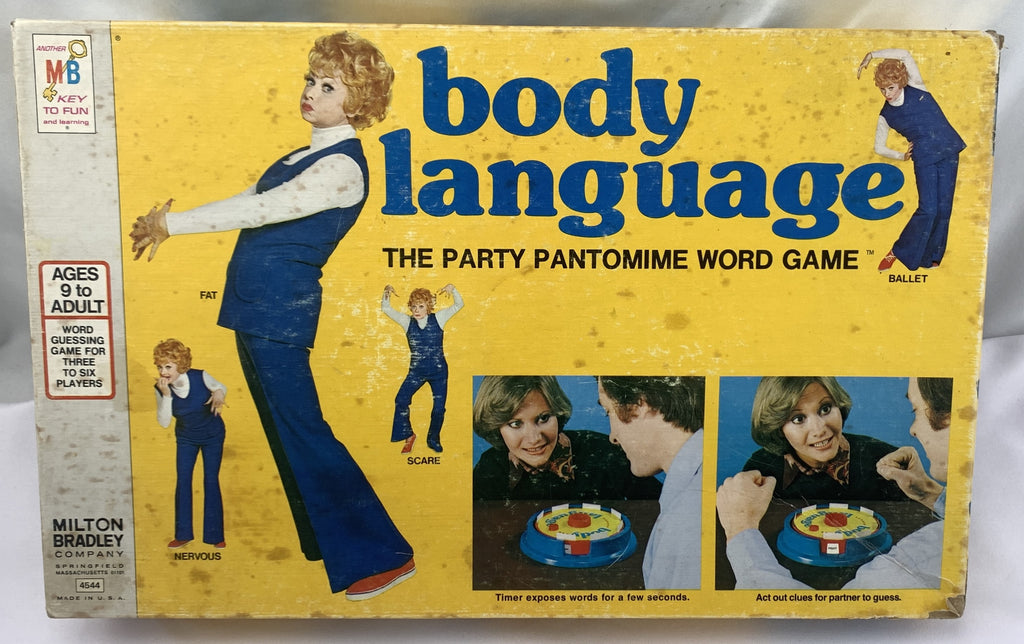 ANOTHER
MB
KEY
TO FUN
and learning
®
®
body
language
THE PARTY PANTOMIME WORD GAME ™
BALLET
FAT
AGES
9 to
ADULT
WORD
GUESSING
GAME FOR
THREE
TO SIX
PLAYERS
SCARE
NERVOUS
MILTON
BRADLEY
COMPANY
SPRINGFIELD
MASSACHUSETTS 01101
4544
MADE IN U.S.A.
Timer exposes words for a few seconds.
Act out clues for partner to guess.